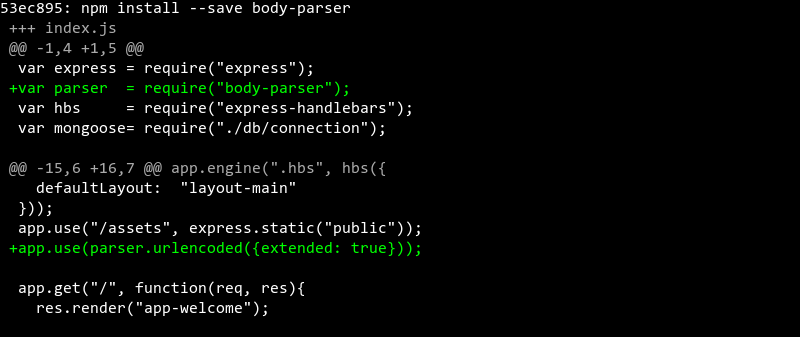 53ec895: npm install --save body-parser
+++ index.js
@@ -1,4 +1,5 @@
 var express = require("express");
+var parser  = require("body-parser");
 var hbs     = require("express-handlebars");
 var mongoose= require("./db/connection");

@@ -15,6 +16,7 @@ app.engine(".hbs", hbs({
   defaultLayout:  "layout-main"
 }));
 app.use("/assets", express.static("public"));
+app.use(parser.urlencoded({extended: true}));

 app.get("/", function(req, res){
   res.render("app-welcome");